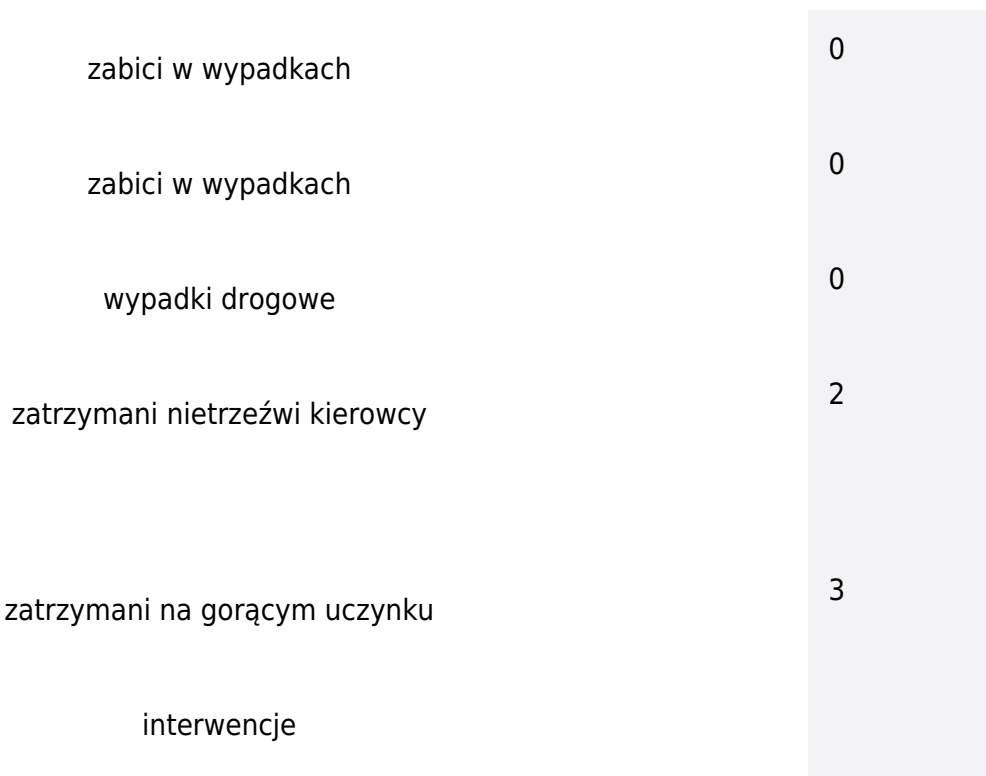 zabici w wypadkach 0
zabici w wypadkach 0
wypadki drogowe 0
zatrzymani nietrzeźwi kierowcy 2
zatrzymani na gorącym uczynku 3
interwencje